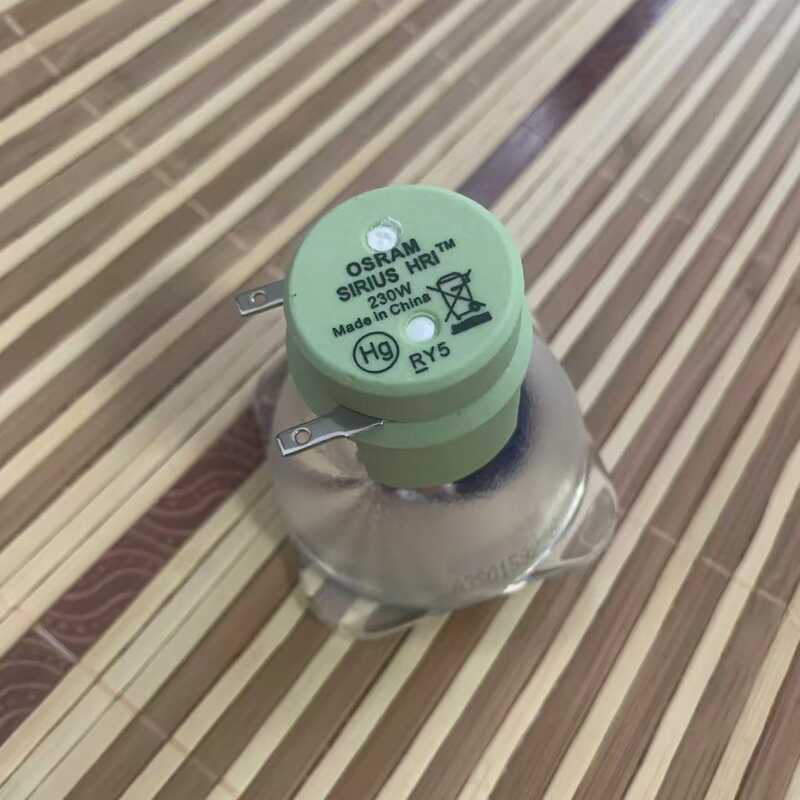 OSRAM
SIRIUS HRI™
230W
Made in China
Hg
RY5